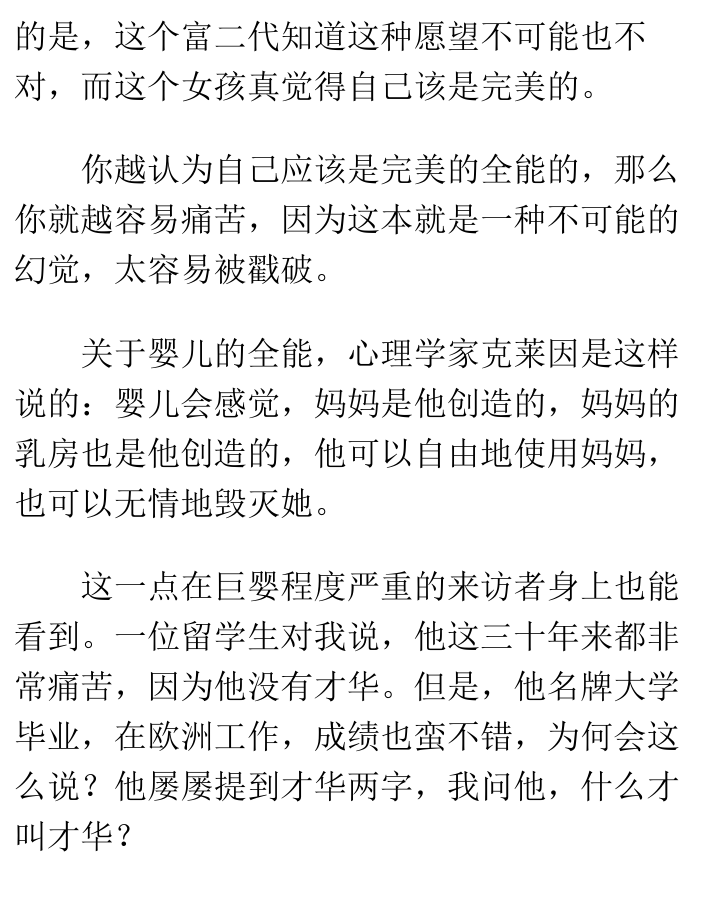 的是，这个富二代知道这种愿望不可能也不
对，而这个女孩真觉得自己该是完美的。
你越认为自己应该是完美的全能的，那么
你就越容易痛苦，因为这本就是一种不可能的
幻觉，太容易被戳破。
关于婴儿的全能，心理学家克莱因是这样
说的：婴儿会感觉，妈妈是他创造的，妈妈的
乳房也是他创造的，他可以自由地使用妈妈，
也可以无情地毁灭她。
这一点在巨婴程度严重的来访者身上也能
看到。一位留学生对我说，他这三十年来都非
常痛苦，因为他没有才华。但是，他名牌大学
毕业，在欧洲工作，成绩也蛮不错，为何会这
么说？他屡屡提到才华两字，我问他，什么才
叫才华？